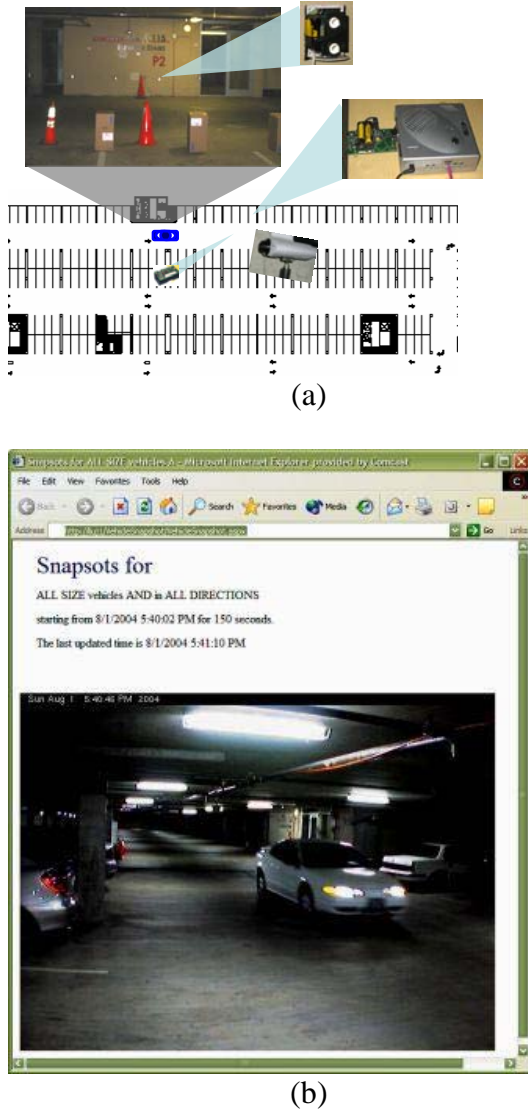 P2
(a)
Snapsots for ALL SIZE vehicles A - Microsoft Internet Explorer provided by Comcast
File Edit View Favorites Tools Help
Back Search Favorites Media
Address Go Links
Snapsots for
ALL SIZE vehicles AND in ALL DIRECTIONS
starting from 8/1/2004 5:40:02 PM for 150 seconds.
The last updated time is 8/1/2004 5:41:10 PM
Sun Aug 1 5:40:46 PM 2004
(b)